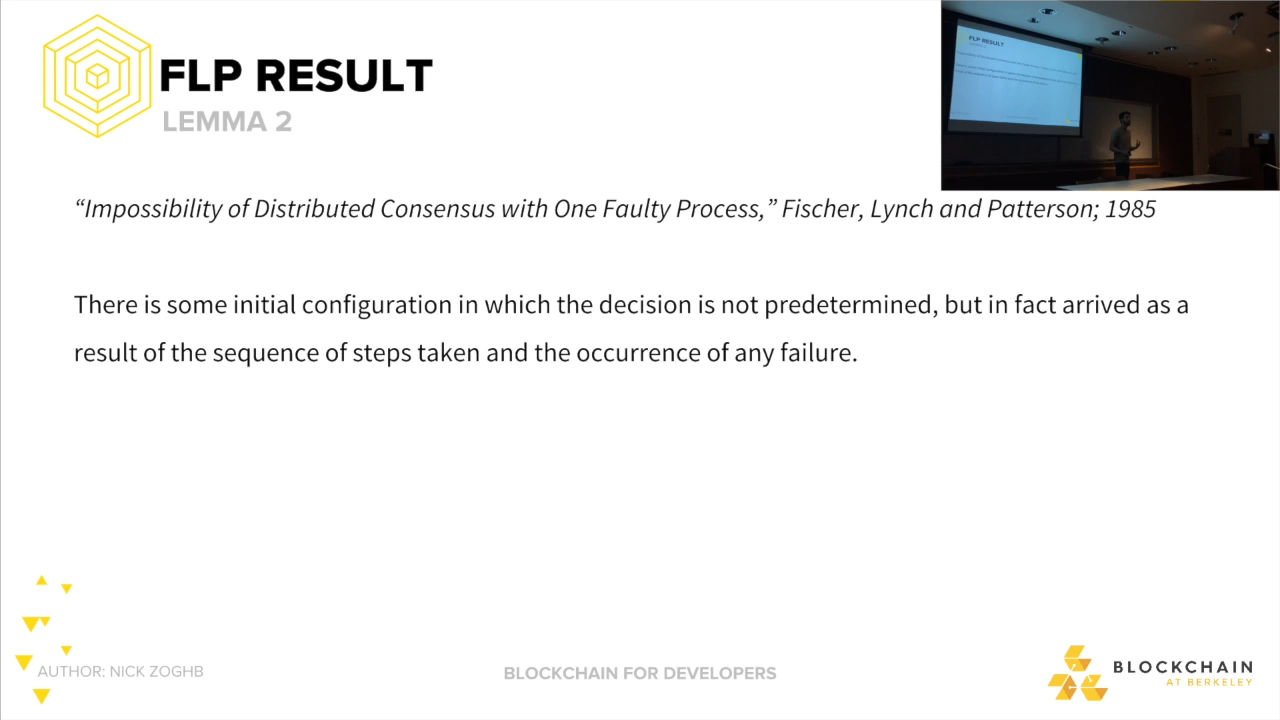 FLP RESULT
LEMMA 2
FLP RESULT
“Impossibility of Distributed Consensus with One Faulty Process,” Fischer, Lynch and Patterson; 1985
There is some initial configuration in which the decision is not predetermined, but in fact arrived as a
result of the sequence of steps taken and the occurrence of any failure.
AUTHOR: NICK ZOGHB
BLOCKCHAIN FOR DEVELOPERS
BLOCKCHAIN
AT BERKELEY